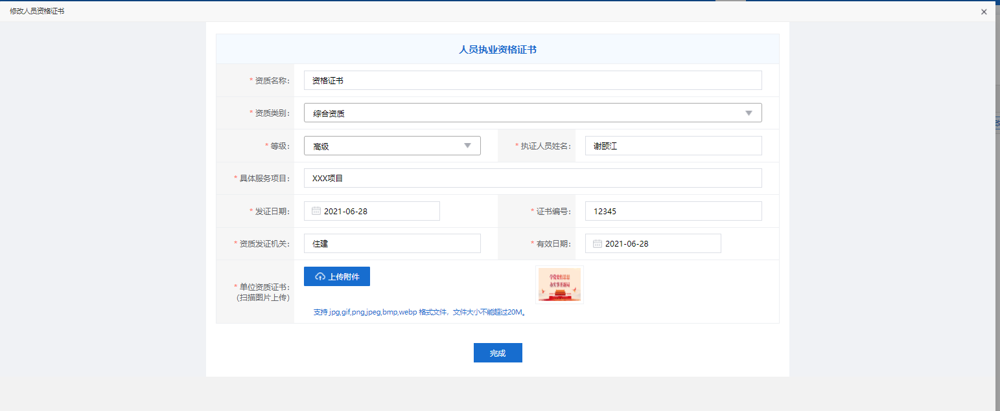 修改人员资格证书
人员执业资格证书
* 资质名称: 资格证书
* 资质类别: 综合资质
* 等级: 高级 * 执证人员姓名: 谢颐江
* 具体服务项目: XXX项目
* 发证日期: 2021-06-28 * 证书编号: 12345
* 资质发证机关: 住建 * 有效日期: 2021-06-28
* 单位资质证书:
(扫描图片上传)
上传附件
支持 jpg,gif,png,jpeg,bmp,webp 格式文件，文件大小不能超过20M。
完成